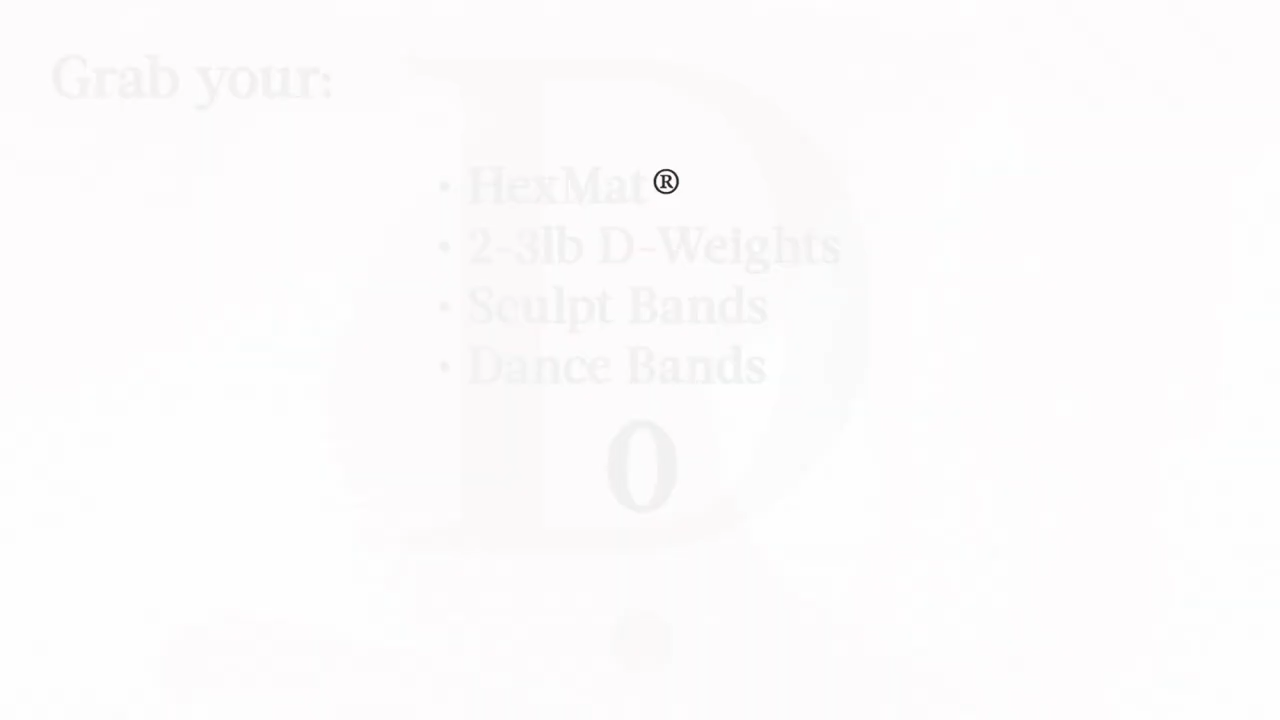 Grab your:
• HexMat®
• 2-3lb D-Weights
• Sculpt Bands
• Dance Bands
0
D